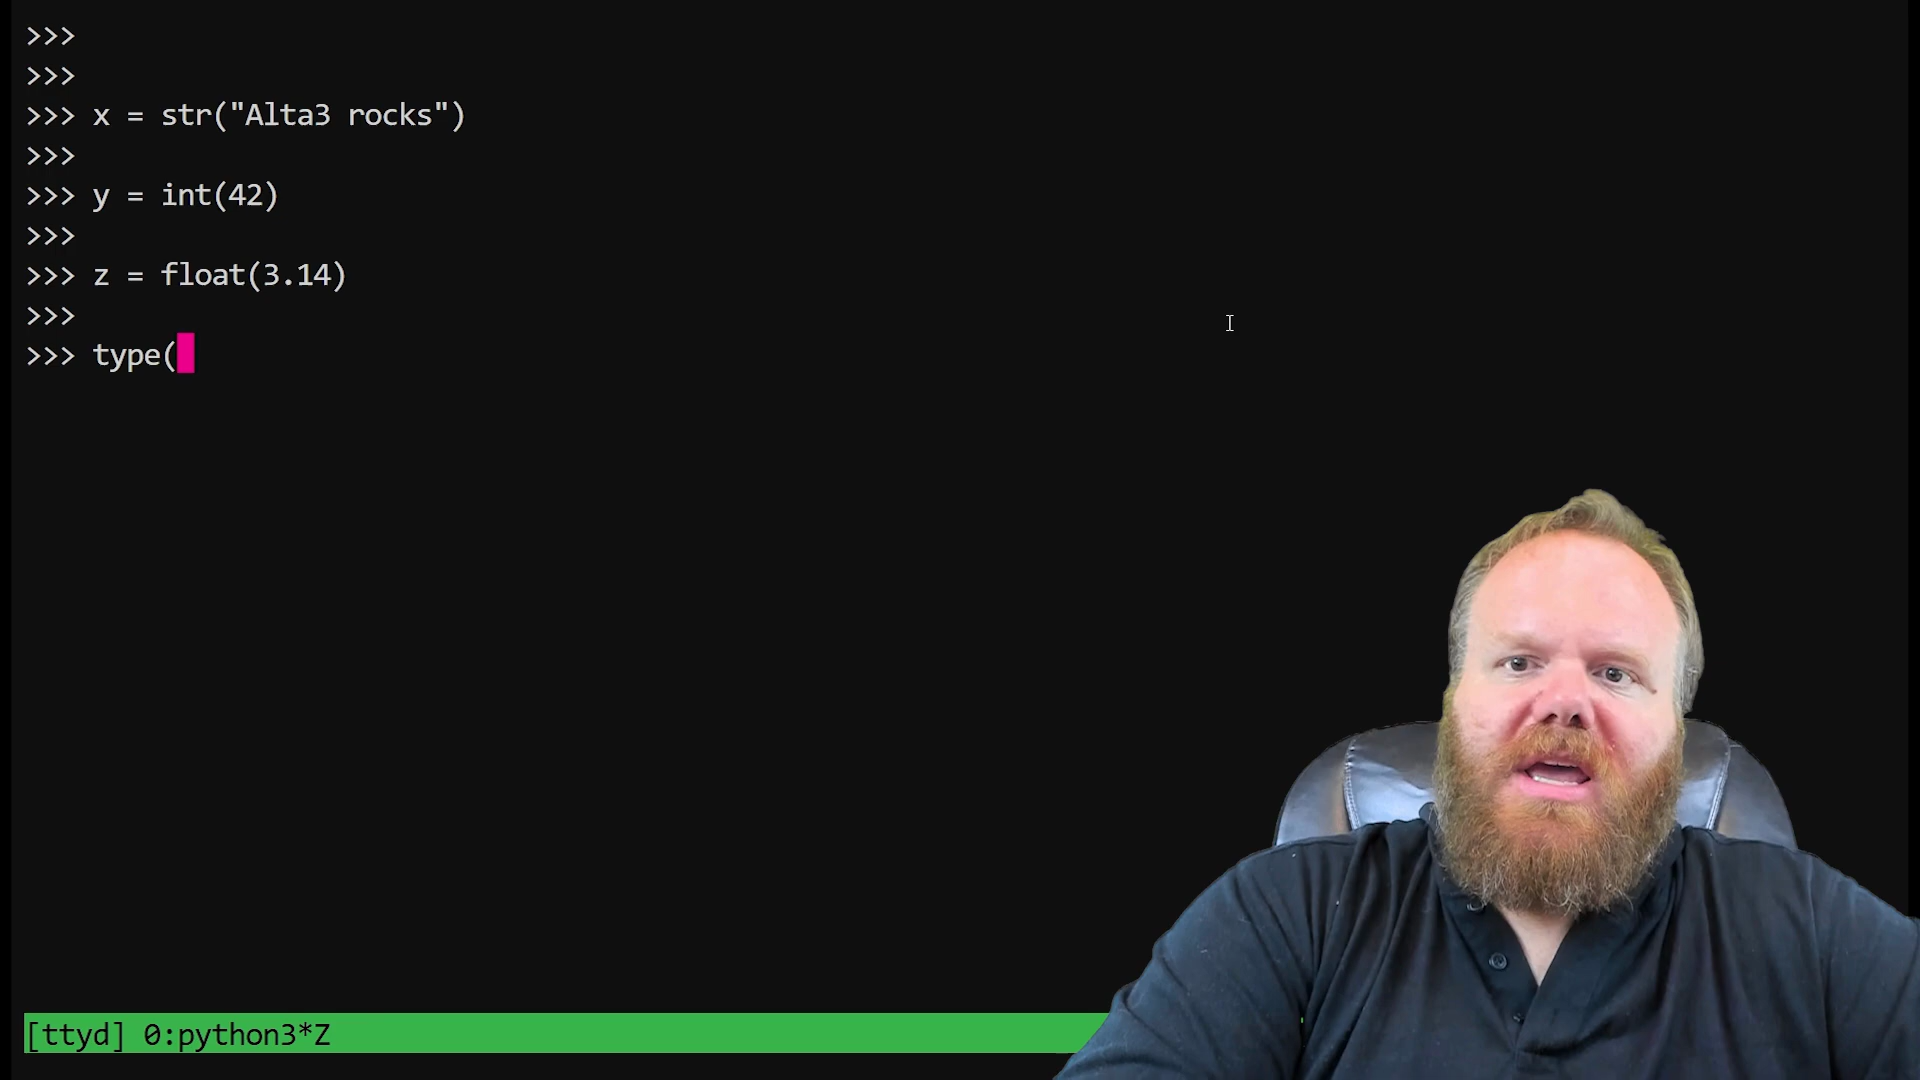 >>>
>>>
>>> x = str("Alta3 rocks")
>>>
>>> y = int(42)
>>>
>>> z = float(3.14)
>>>
>>> type(
[ttyd] 0:python3*Z